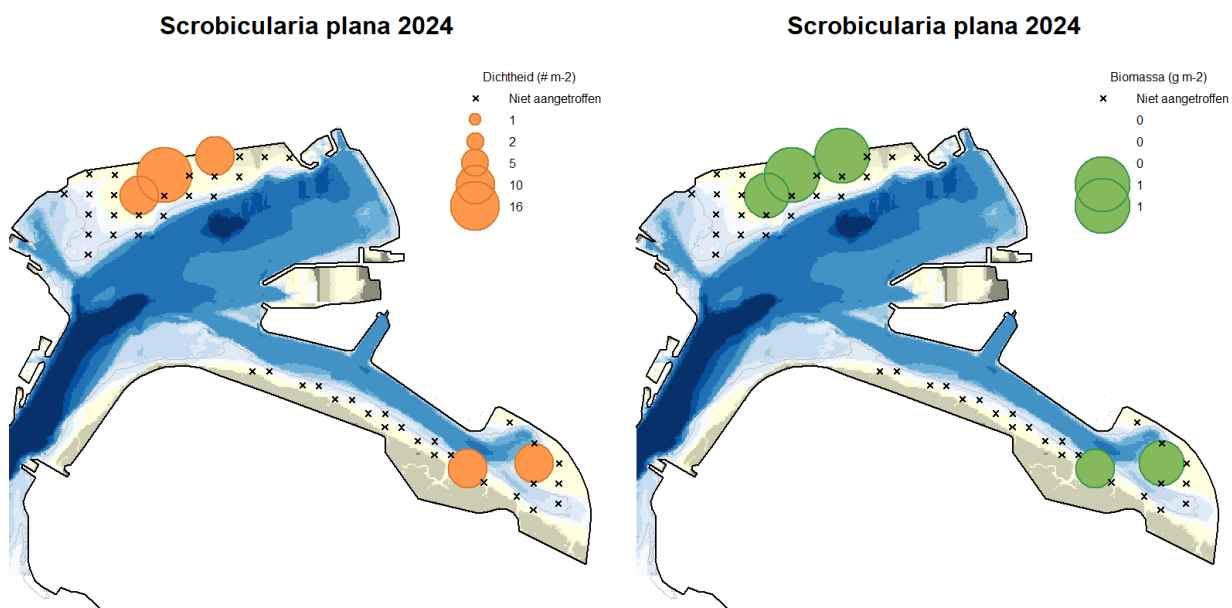 Scrobicularia plana 2024
Dichtheid (# m-2)
Niet aangetroffen
1
2
5
10
16
Scrobicularia plana 2024
Biomassa (g m-2)
Niet aangetroffen
0
0
0
1
1